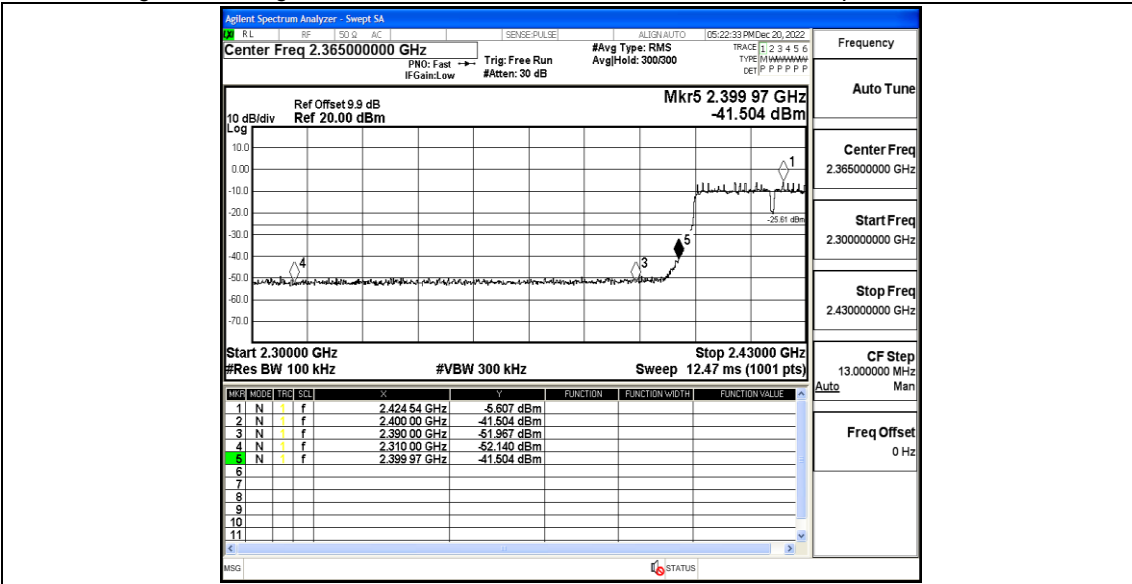 Agilent Spectrum Analyzer - Swept SA
RL RF 50 Ω AC SENSE:PULSE ALIGN AUTO 05:22:33 PM Dec 20, 2022
Center Freq 2.365000000 GHz
PNO: Fast
IFGain:Low
Trig: Free Run
#Atten: 30 dB
#Avg Type: RMS
Avg|Hold: 300/300
TRACE 1 2 3 4 5 6
TYPE M
DET P P P P P P
Mkr5 2.399 97 GHz
-41.504 dBm
Ref Offset 9.9 dB
10 dB/div Ref 20.00 dBm
Log
10.0
0.00
-10.0
-20.0
-30.0
-40.0
-50.0
-60.0
-70.0
1
-25.61 dBm
5
3
4
Start 2.30000 GHz Stop 2.43000 GHz
#Res BW 100 kHz #VBW 300 kHz Sweep 12.47 ms (1001 pts)
MKR MODE TRC SCL X Y FUNCTION FUNCTION WIDTH FUNCTION VALUE
1 N 1 f 2.424 54 GHz -5.607 dBm
2 N 1 f 2.400 00 GHz -41.504 dBm
3 N 1 f 2.390 00 GHz -51.967 dBm
4 N 1 f 2.310 00 GHz -52.140 dBm
5 N 1 f 2.399 97 GHz -41.504 dBm
6
7
8
9
10
11
MSG STATUS
Frequency
Auto Tune
Center Freq
2.365000000 GHz
Start Freq
2.300000000 GHz
Stop Freq
2.430000000 GHz
CF Step
13.000000 MHz
Auto Man
Freq Offset
0 Hz